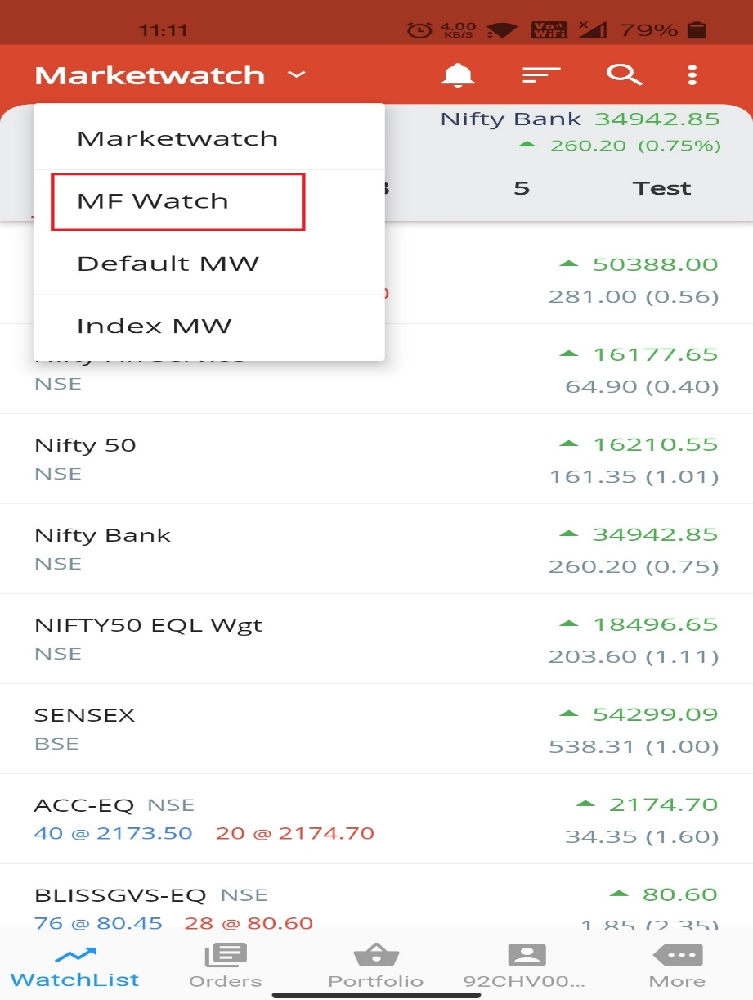 11:11 4.00 KB/S Vo WiFi 79%
Marketwatch
Marketwatch
MF Watch
Default MW
Index MW
Nifty Bank 34942.85
260.20 (0.75%)
5 Test
50388.00
281.00 (0.56)
16177.65
NSE
64.90 (0.40)
Nifty 50
16210.55
NSE
161.35 (1.01)
Nifty Bank
34942.85
NSE
260.20 (0.75)
NIFTY50 EQL Wgt
18496.65
NSE
203.60 (1.11)
SENSEX
54299.09
BSE
538.31 (1.00)
ACC-EQ NSE
2174.70
40 @ 2173.50 20 @ 2174.70
34.35 (1.60)
BLISSGVS-EQ NSE
80.60
76 @ 80.45 28 @ 80.60
1.85 (2.35)
WatchList Orders Portfolio 92CHV00... More